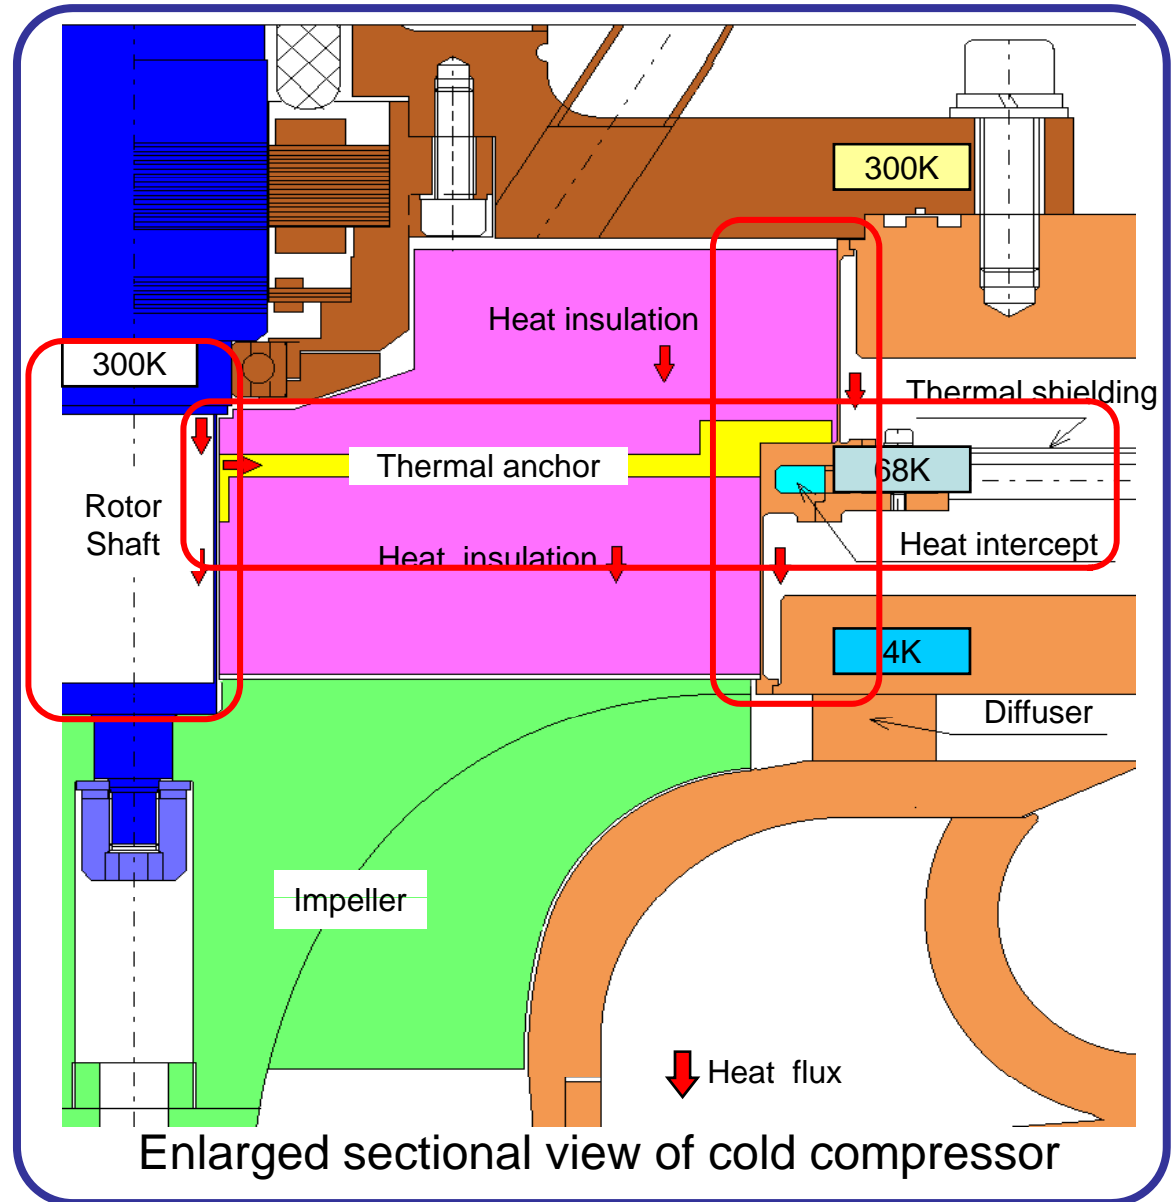 300K
Heat insulation
300K
Thermal shielding
Thermal anchor
68K
Rotor
Shaft
Heat insulation
Heat intercept
4K
Diffuser
Impeller
Heat flux
Enlarged sectional view of cold compressor